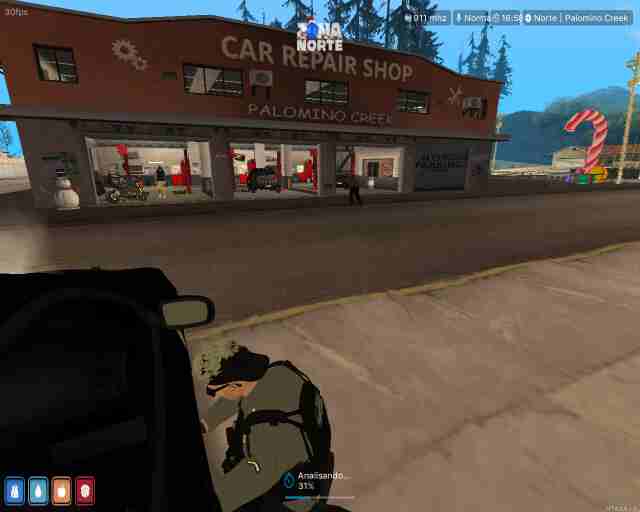 30fps
911 mhz
Norma
16:58
Norte | Palomino Creek
ZONA
NORTE
CAR REPAIR SHOP
PALOMINO CREEK
Analisando...
31%